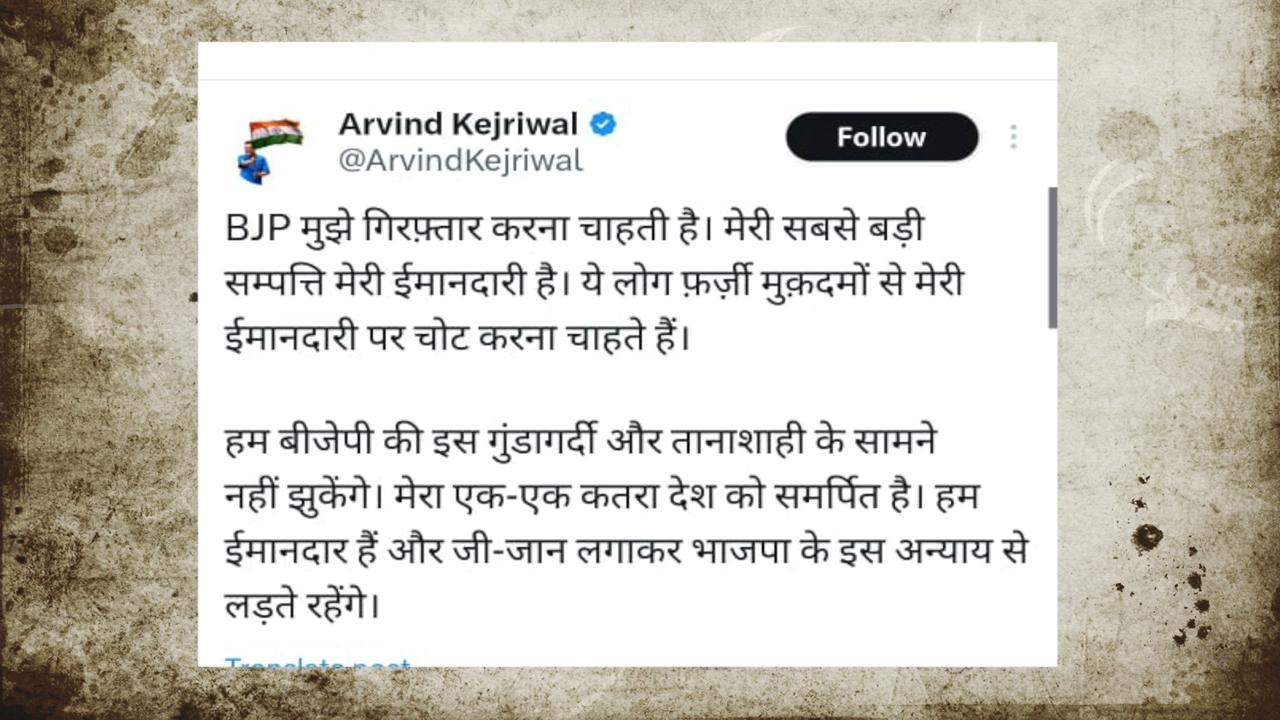 Arvind Kejriwal
@ArvindKejriwal
Follow
BJP मुझे गिरफ़्तार करना चाहती है। मेरी सबसे बड़ी
सम्पत्ति मेरी ईमानदारी है। ये लोग फ़र्ज़ी मुक़दमों से मेरी
ईमानदारी पर चोट करना चाहते हैं।
हम बीजेपी की इस गुंडागर्दी और तानाशाही के सामने
नहीं झुकेंगे। मेरा एक-एक कतरा देश को समर्पित है। हम
ईमानदार हैं और जी-जान लगाकर भाजपा के इस अन्याय से
लड़ते रहेंगे।
Translate post